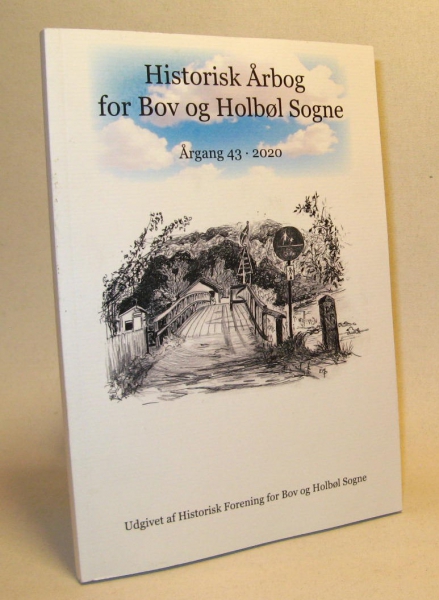 Historisk Årbog
for Bov og Holbøl Sogne
Årgang 43 · 2020
Udgivet af Historisk Forening for Bov og Holbøl Sogne